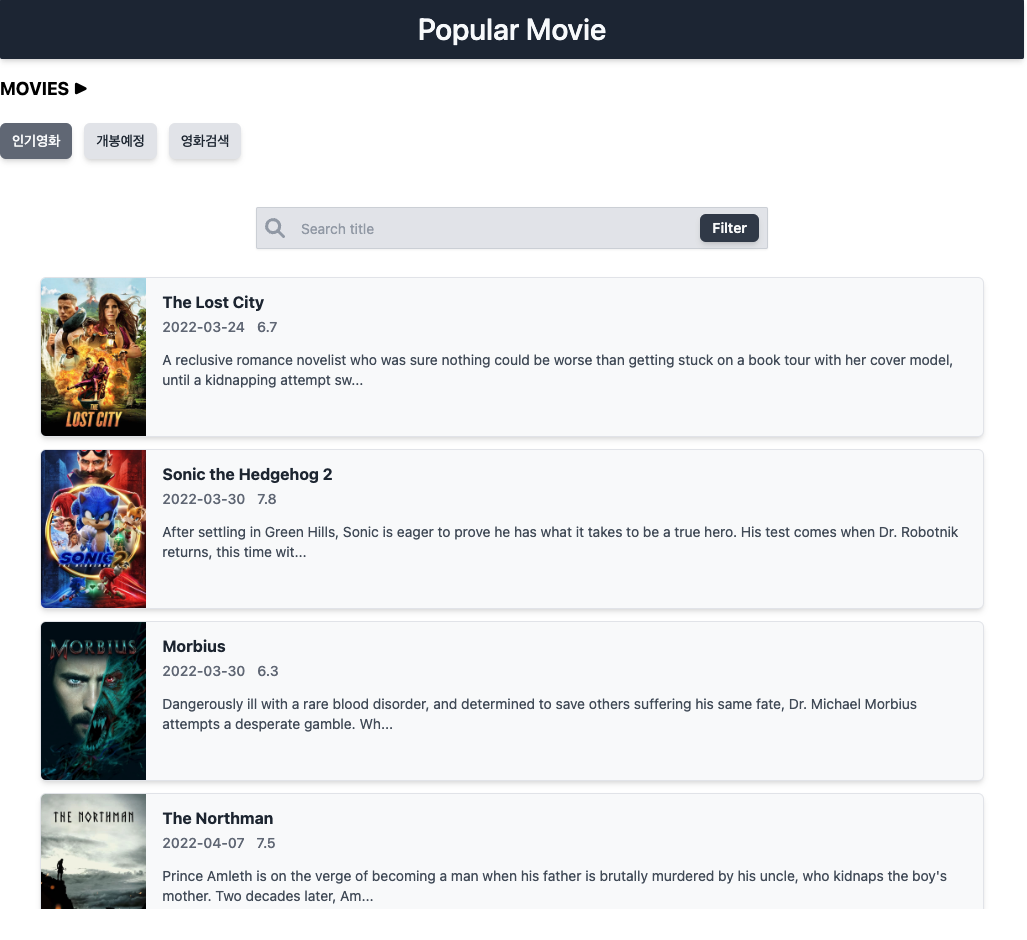 Popular Movie
MOVIES ▶
인기영화
개봉예정
영화검색
Search title
Filter
THE
LOST CITY
The Lost City
2022-03-24 6.7
A reclusive romance novelist who was sure nothing could be worse than getting stuck on a book tour with her cover model,
until a kidnapping attempt sw...
SONIC 2
Sonic the Hedgehog 2
2022-03-30 7.8
After settling in Green Hills, Sonic is eager to prove he has what it takes to be a true hero. His test comes when Dr. Robotnik
returns, this time wit...
MORBIUS
Morbius
2022-03-30 6.3
Dangerously ill with a rare blood disorder, and determined to save others suffering his same fate, Dr. Michael Morbius
attempts a desperate gamble. Wh...
THE NORTHMAN
The Northman
2022-04-07 7.5
Prince Amleth is on the verge of becoming a man when his father is brutally murdered by his uncle, who kidnaps the boy's
mother. Two decades later, Am...